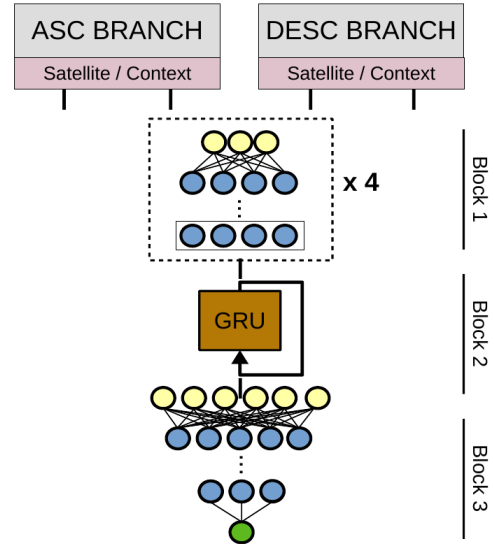 ASC BRANCH
Satellite / Context
DESC BRANCH
Satellite / Context
x 4
Block 1
GRU
Block 2
Block 3